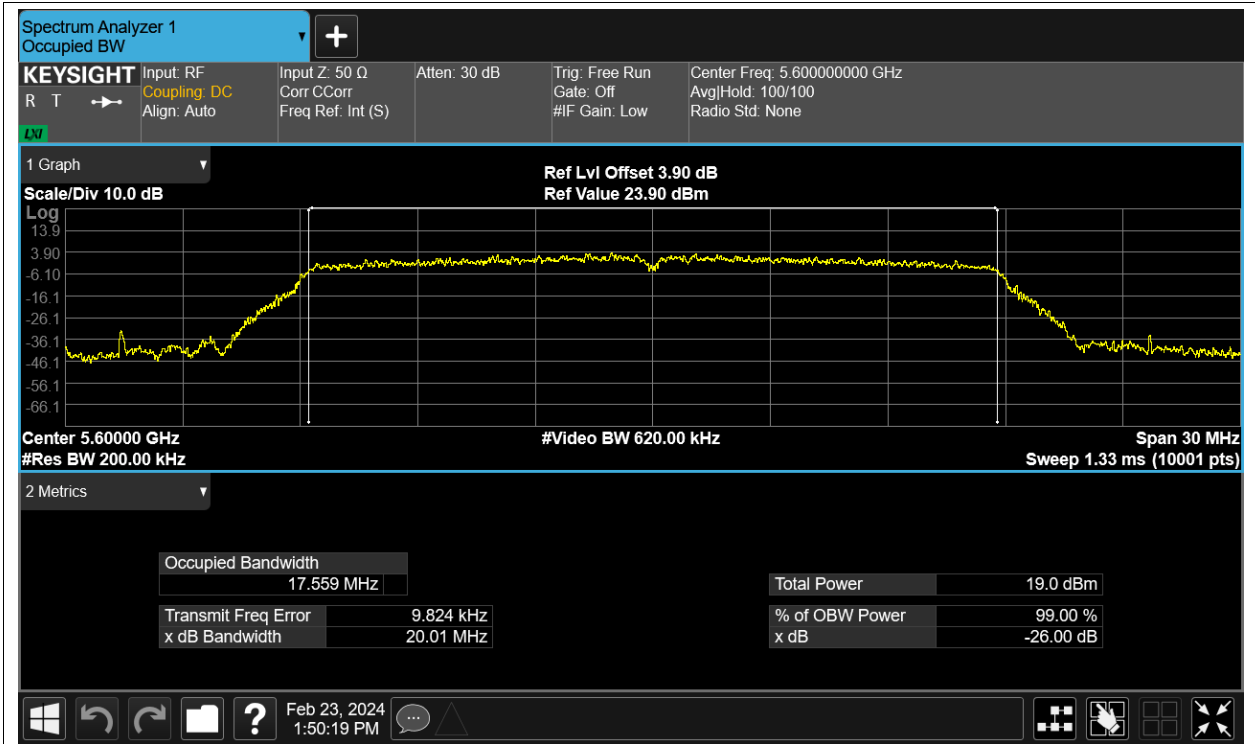 Spectrum Analyzer 1
Occupied BW
KEYSIGHT
R T
LXI
Input: RF
Coupling: DC
Align: Auto
Input Z: 50 Ω
Corr CCorr
Freq Ref: Int (S)
Atten: 30 dB
Trig: Free Run
Gate: Off
#IF Gain: Low
Center Freq: 5.600000000 GHz
Avg|Hold: 100/100
Radio Std: None
1 Graph
Scale/Div 10.0 dB
Ref Lvl Offset 3.90 dB
Ref Value 23.90 dBm
Log
13.9
3.90
-6.10
-16.1
-26.1
-36.1
-46.1
-56.1
-66.1
Center 5.60000 GHz
#Video BW 620.00 kHz
Span 30 MHz
#Res BW 200.00 kHz
Sweep 1.33 ms (10001 pts)
2 Metrics
Occupied Bandwidth
17.559 MHz
Total Power 19.0 dBm
Transmit Freq Error 9.824 kHz
% of OBW Power 99.00 %
x dB Bandwidth 20.01 MHz
x dB -26.00 dB
?
Feb 23, 2024
1:50:19 PM